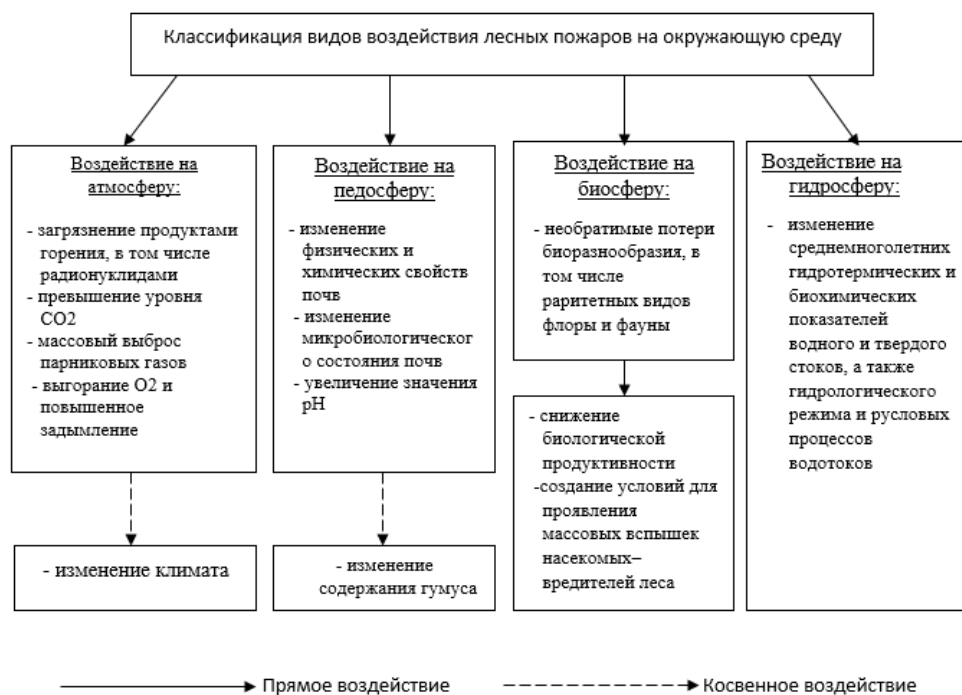 Классификация видов воздействия лесных пожаров на окружающую среду
Воздействие на
атмосферу:
- загрязнение продуктами
горения, в том числе
радионуклидами
- превышение уровня
СО2
- массовый выброс
парниковых газов
- выгорание О2 и
повышенное
задымление
- изменение климата
Воздействие на
педосферу:
- изменение
физических и
химических свойств
почв
- изменение
микробиологическог
о состояния почв
- увеличение значения
рН
- изменение
содержания гумуса
Воздействие на
биосферу:
- необратимые потери
биоразнообразия, в
том числе
раритетных видов
флоры и фауны
- снижение
биологической
продуктивности
-создание условий для
проявления
массовых вспышек
насекомых–
вредителей леса
Воздействие на
гидросферу:
- изменение
среднемноголетних
гидротермических и
биохимических
показателей
водного и твердого
стоков, а также
гидрологического
режима и русловых
процессов
водотоков
Прямое воздействие
Косвенное воздействие